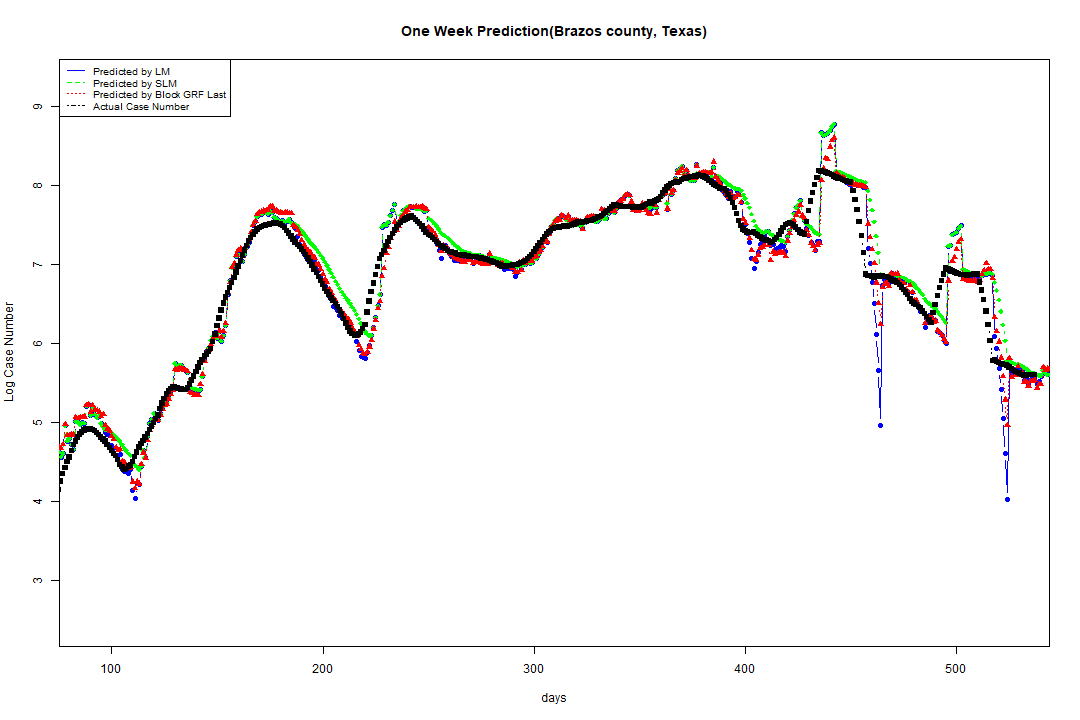 One Week Prediction(Brazos county, Texas)
Predicted by LM
Predicted by SLM
Predicted by Block GRF Last
Actual Case Number
9
8
7
6
5
4
3
Log Case Number
100 200 300 400 500
days